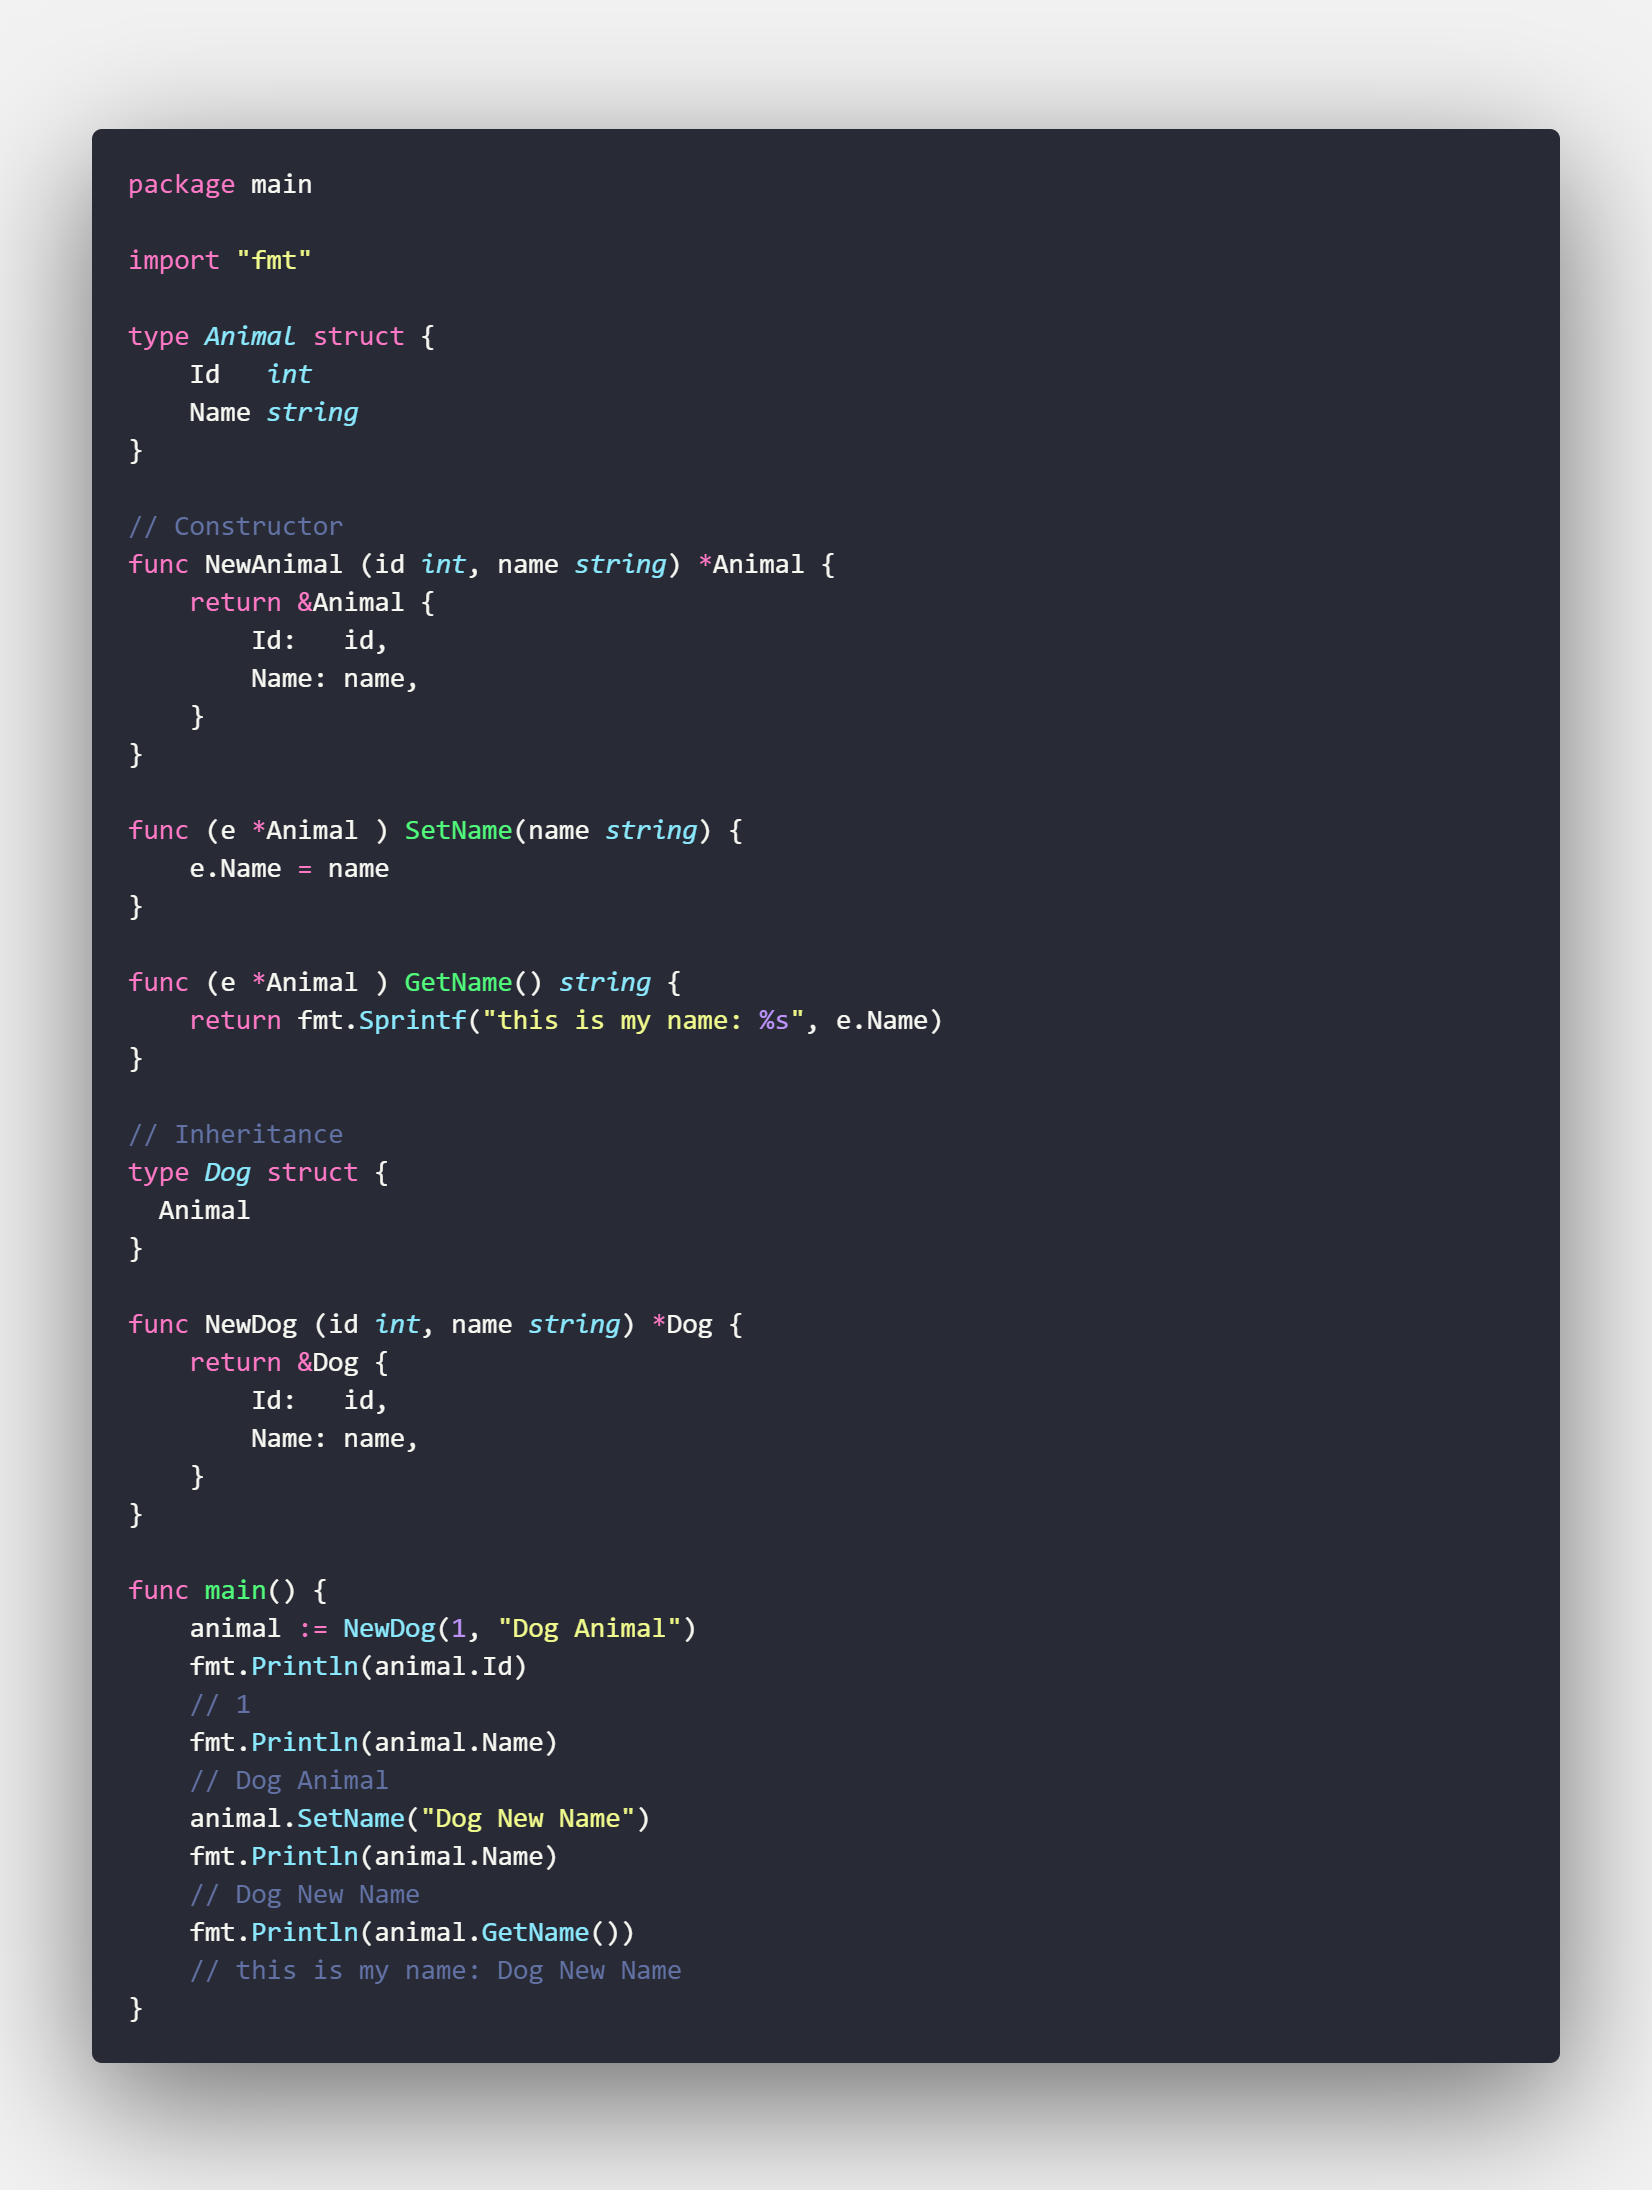 package main

import "fmt"

type Animal struct {
    Id   int
    Name string
}

// Constructor
func NewAnimal (id int, name string) *Animal {
    return &Animal {
        Id:   id,
        Name: name,
    }
}

func (e *Animal ) SetName(name string) {
    e.Name = name
}

func (e *Animal ) GetName() string {
    return fmt.Sprintf("this is my name: %s", e.Name)
}

// Inheritance
type Dog struct {
  Animal
}

func NewDog (id int, name string) *Dog {
    return &Dog {
        Id:   id,
        Name: name,
    }
}

func main() {
    animal := NewDog(1, "Dog Animal")
    fmt.Println(animal.Id)
    // 1
    fmt.Println(animal.Name)
    // Dog Animal
    animal.SetName("Dog New Name")
    fmt.Println(animal.Name)
    // Dog New Name
    fmt.Println(animal.GetName())
    // this is my name: Dog New Name
}